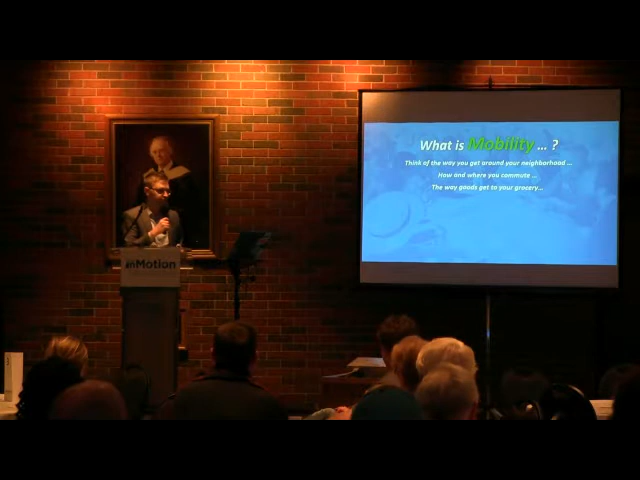 What is Mobility ... ?
Think of the way you get around your neighborhood ...
How and where you commute ...
The way goods get to your grocery...
inMotion